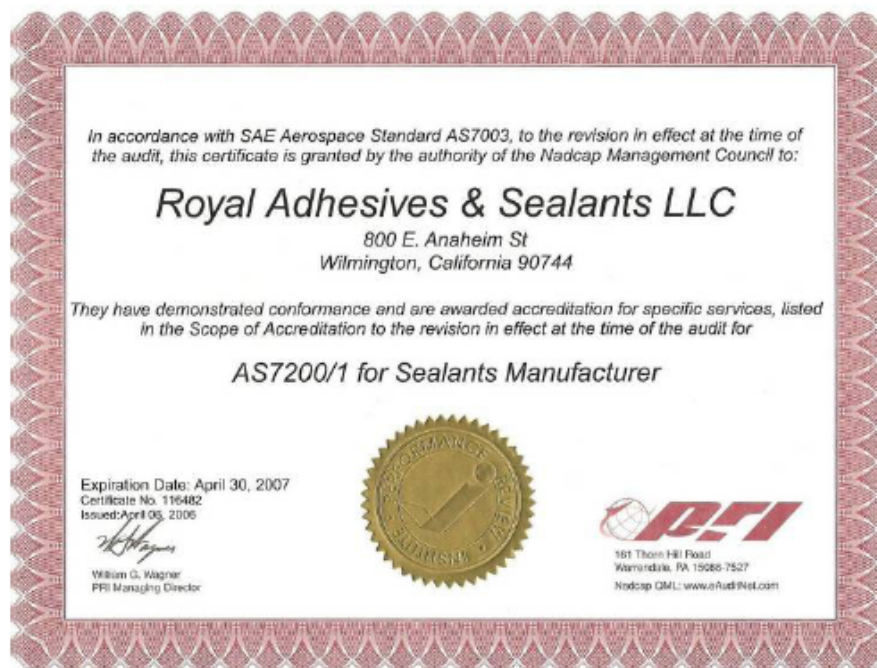 In accordance with SAE Aerospace Standard AS7003, to the revision in effect at the time of
the audit, this certificate is granted by the authority of the Nadcap Management Council to:
Royal Adhesives & Sealants LLC
800 E. Anaheim St
Wilmington, California 90744
They have demonstrated conformance and are awarded accreditation for specific services, listed
in the Scope of Accreditation to the revision in effect at the time of the audit for
AS7200/1 for Sealants Manufacturer
PERFORMANCE REVIEW INSTITUTE
Expiration Date: April 30, 2007
Certificate No. 116482
Issued:April 06, 2006
William G. Wagner
PRI Managing Director
PRI
161 Thorn Hill Road
Warrendale, PA 15086-7527
Nadcap QML: www.eAuditNet.com